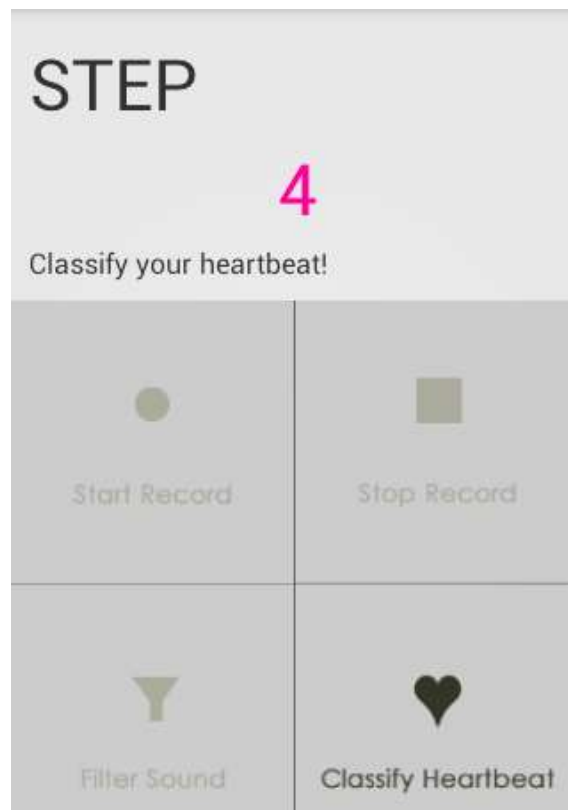 STEP
4
Classify your heartbeat!
Start Record
Stop Record
Filter Sound
Classify Heartbeat